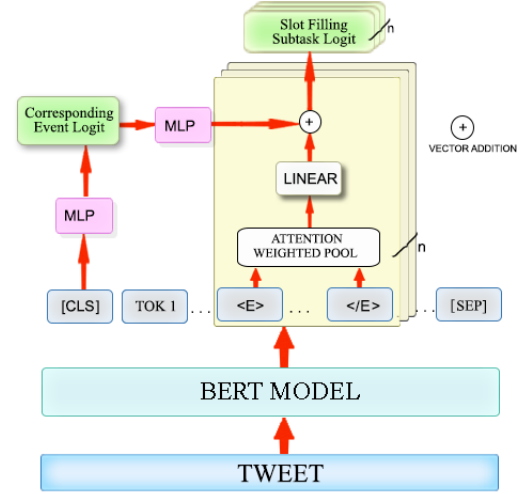 Slot Filling
Subtask Logit
n
Corresponding
Event Logit
MLP
+
+
VECTOR ADDITION
LINEAR
MLP
ATTENTION
WEIGHTED POOL
n
[CLS]
TOK 1
. . .
<E>
. . .
</E>
. . .
[SEP]
BERT MODEL
TWEET